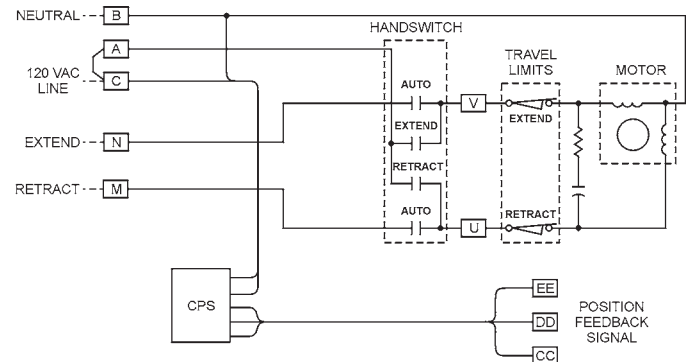 NEUTRAL
B
HANDSWITCH
A
120 VAC
LINE
C
TRAVEL
LIMITS
MOTOR
AUTO
V
EXTEND
EXTEND
EXTEND
N
RETRACT
RETRACT
M
AUTO
U
RETRACT
CPS
EE
DD
CC
POSITION
FEEDBACK
SIGNAL